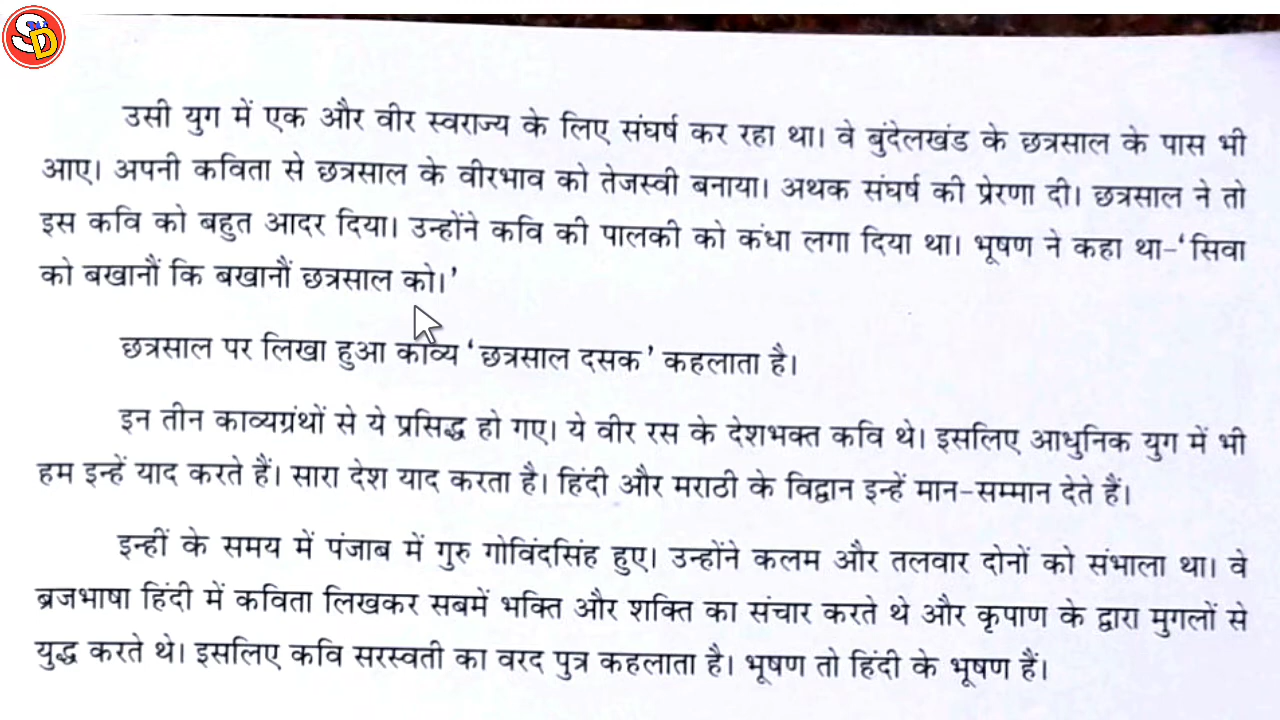 SD
उसी युग में एक और वीर स्वराज्य के लिए संघर्ष कर रहा था। वे बुंदेलखंड के छत्रसाल के पास भी
आए। अपनी कविता से छत्रसाल के वीरभाव को तेजस्वी बनाया। अथक संघर्ष की प्रेरणा दी। छत्रसाल ने तो
इस कवि को बहुत आदर दिया। उन्होंने कवि की पालकी को कंधा लगा दिया था। भूषण ने कहा था-‘सिवा
को बखानौं कि बखानौं छत्रसाल को।’
छत्रसाल पर लिखा हुआ काव्य ‘छत्रसाल दसक’ कहलाता है।
इन तीन काव्यग्रंथों से ये प्रसिद्ध हो गए। ये वीर रस के देशभक्त कवि थे। इसलिए आधुनिक युग में भी
हम इन्हें याद करते हैं। सारा देश याद करता है। हिंदी और मराठी के विद्वान इन्हें मान-सम्मान देते हैं।
इन्हीं के समय में पंजाब में गुरु गोविंदसिंह हुए। उन्होंने कलम और तलवार दोनों को संभाला था। वे
ब्रजभाषा हिंदी में कविता लिखकर सबमें भक्ति और शक्ति का संचार करते थे और कृपाण के द्वारा मुगलों से
युद्ध करते थे। इसलिए कवि सरस्वती का वरद पुत्र कहलाता है। भूषण तो हिंदी के भूषण हैं।